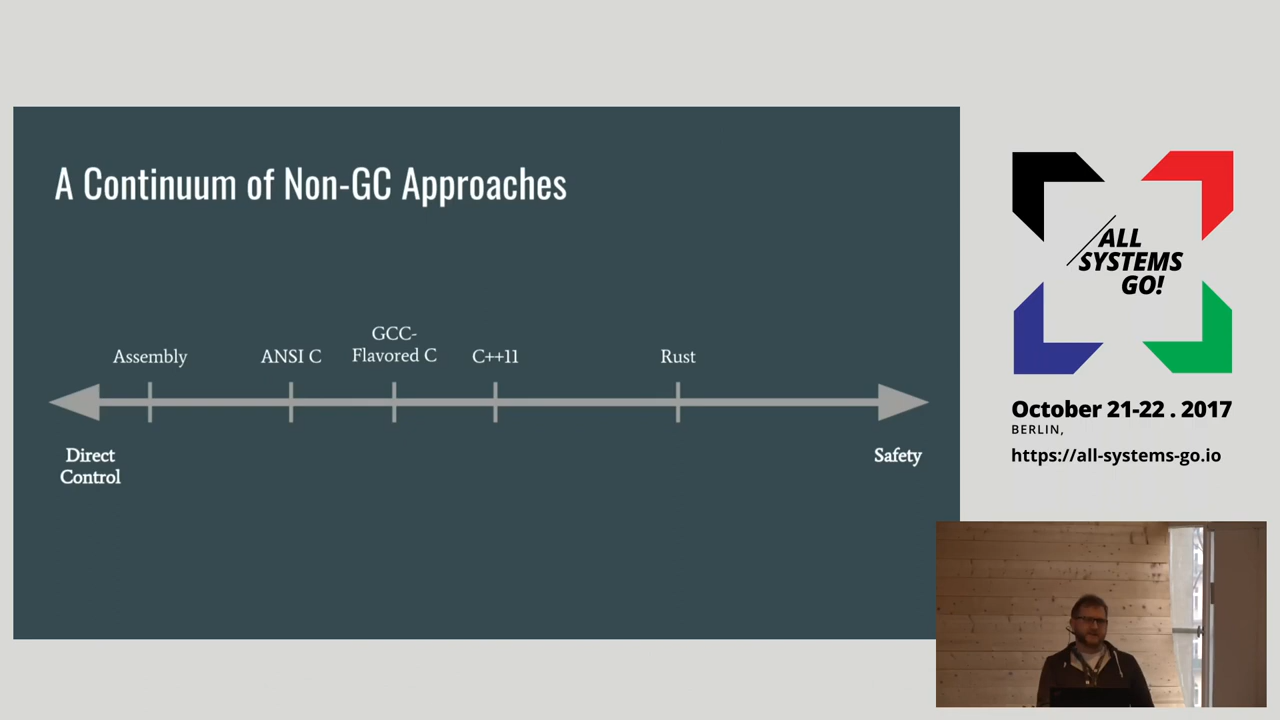 A Continuum of Non-GC Approaches
Assembly
ANSI C
GCC-
Flavored C
C++11
Rust
Direct
Control
Safety
/ALL
SYSTEMS
GO!
October 21-22 . 2017
BERLIN,
https://all-systems-go.io